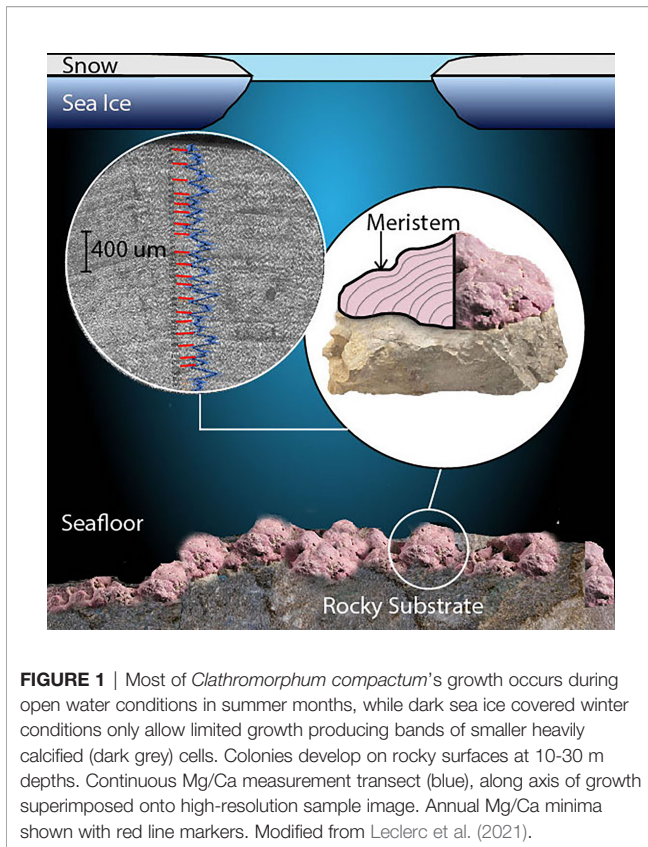 Snow
Sea Ice
400 um
Meristem
Seafloor
Rocky Substrate
FIGURE 1 | Most of Clathromorphum compactum's growth occurs during
open water conditions in summer months, while dark sea ice covered winter
conditions only allow limited growth producing bands of smaller heavily
calcified (dark grey) cells. Colonies develop on rocky surfaces at 10-30 m
depths. Continuous Mg/Ca measurement transect (blue), along axis of growth
superimposed onto high-resolution sample image. Annual Mg/Ca minima
shown with red line markers. Modified from Leclerc et al. (2021).